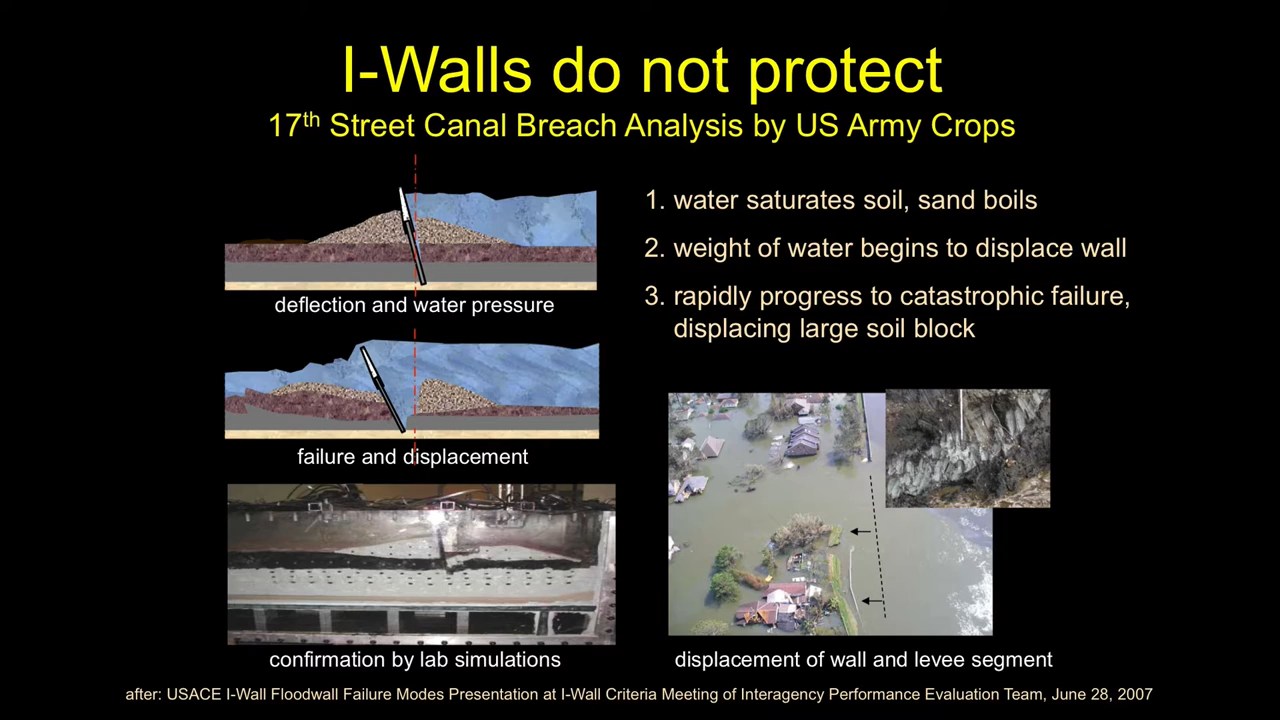 I-Walls do not protect
17th Street Canal Breach Analysis by US Army Crops
1. water saturates soil, sand boils
2. weight of water begins to displace wall
3. rapidly progress to catastrophic failure,
displacing large soil block
deflection and water pressure
failure and displacement
confirmation by lab simulations
displacement of wall and levee segment
after: USACE I-Wall Floodwall Failure Modes Presentation at I-Wall Criteria Meeting of Interagency Performance Evaluation Team, June 28, 2007